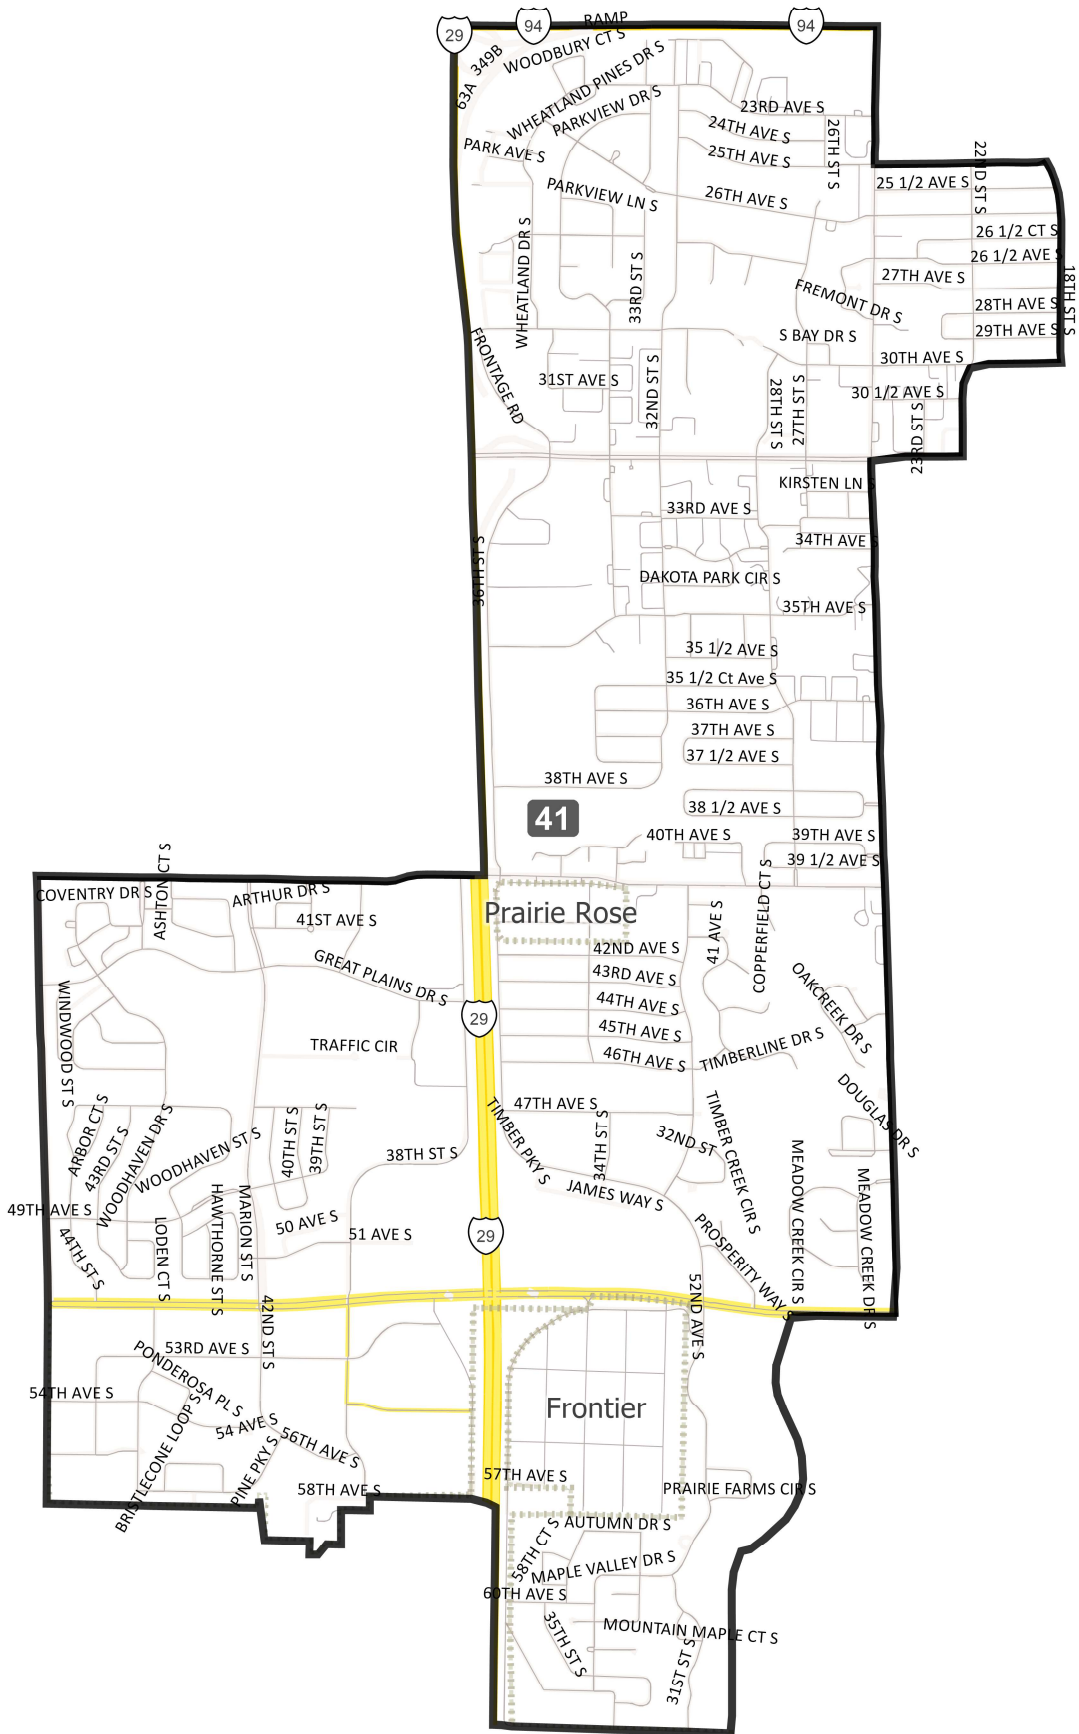 29
94
RAMP
94
63A
349B
WOODBURY CT S
WHEATLAND PINES DR S
PARKVIEW DR S
23RD AVE S
24TH AVE S
26TH ST S
PARK AVE S
25TH AVE S
22ND ST S
25 1/2 AVE S
PARKVIEW LN S
26TH AVE S
26 1/2 CT S
26 1/2 AVE S
WHEATLAND DR S
33RD ST S
27TH AVE S
18TH ST S
FREMONT DR S
28TH AVE S
29TH AVE S
S BAY DR S
30TH AVE S
FRONTAGE RD
31ST AVE S
32ND ST S
28TH ST S
27TH ST S
30 1/2 AVE S
23RD ST S
KIRSTEN LN S
33RD AVE S
34TH AVE S
36TH ST S
DAKOTA PARK CIR S
35TH AVE S
35 1/2 AVE S
35 1/2 Ct Ave S
36TH AVE S
37TH AVE S
37 1/2 AVE S
38TH AVE S
38 1/2 AVE S
41
40TH AVE S
39TH AVE S
39 1/2 AVE S
COVENTRY DR S
ASHTON CT S
ARTHUR DR S
41ST AVE S
Prairie Rose
41 AVE S
COPPERFIELD CT S
42ND AVE S
GREAT PLAINS DR S
43RD AVE S
OAKCREEK DR S
WINDWOOD ST S
44TH AVE S
29
45TH AVE S
TRAFFIC CIR
46TH AVE S
TIMBERLINE DR S
DOUGLAS DR S
ARBOR CT S
43RD ST S
WOODHAVEN DR S
WOODHAVEN ST S
40TH ST S
39TH ST S
47TH AVE S
TIMBER PKY S
34TH ST S
32ND ST
TIMBER CREEK CIR S
38TH ST S
MEADOW CREEK CIR S
MEADOW CREEK DR S
JAMES WAY S
49TH AVE S
44TH ST S
LODEN CT S
HAWTHORNE ST S
MARION ST S
50 AVE S
51 AVE S
29
PROSPERITY WAY S
52ND AVE S
42ND ST S
53RD AVE S
PONDEROSA PL S
54TH AVE S
Frontier
54 AVE S
56TH AVE S
BRISTLECONE LOOP S
PINE PKY S
57TH AVE S
58TH AVE S
PRAIRIE FARMS CIR S
AUTUMN DR S
58TH CT S
MAPLE VALLEY DR S
60TH AVE S
35TH ST S
MOUNTAIN MAPLE CT S
31ST ST S